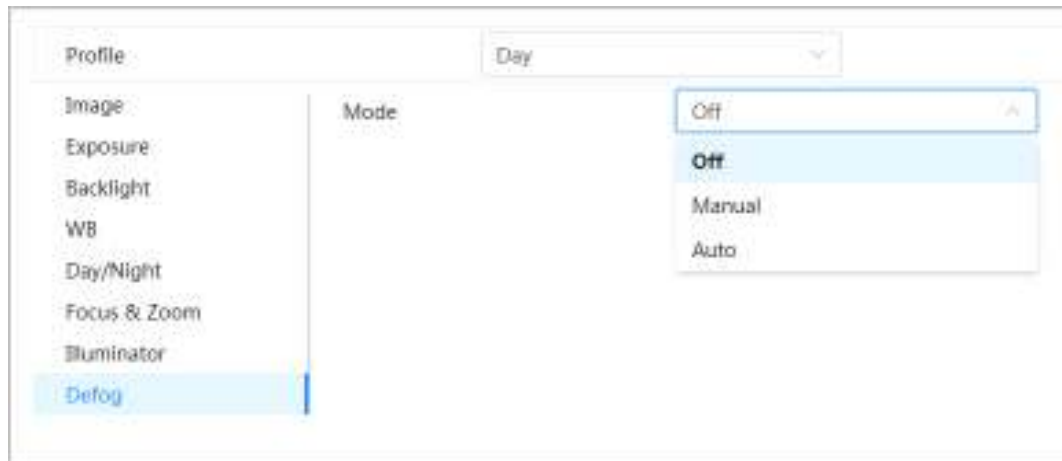 Profile
Day
Image
Mode
Off
Exposure
Off
Backlight
Manual
WB
Auto
Day/Night
Focus & Zoom
Illuminator
Defog